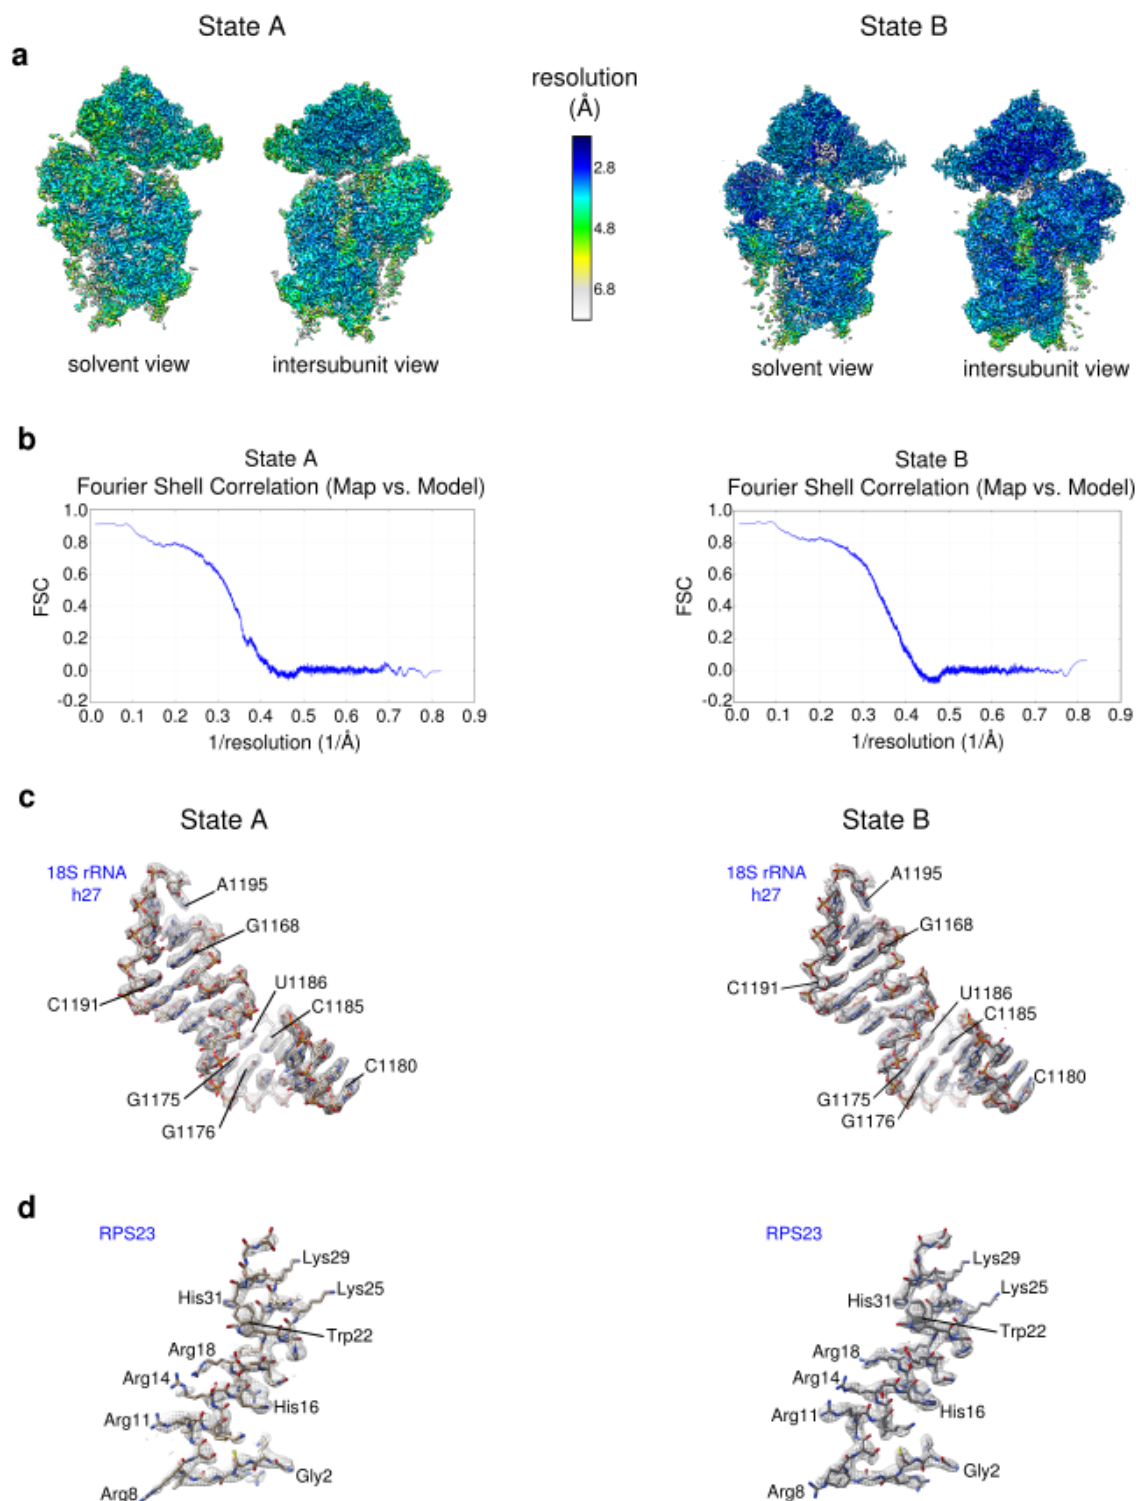 State A
State B
a
resolution
(Å)
2.8
4.8
6.8
solvent view
intersubunit view
solvent view
intersubunit view
b
State A
Fourier Shell Correlation (Map vs. Model)
1.0
0.8
0.6
0.4
0.2
0.0
-0.2
FSC
0.0 0.1 0.2 0.3 0.4 0.5 0.6 0.7 0.8 0.9
1/resolution (1/Å)
State B
Fourier Shell Correlation (Map vs. Model)
1.0
0.8
0.6
0.4
0.2
0.0
-0.2
FSC
0.0 0.1 0.2 0.3 0.4 0.5 0.6 0.7 0.8 0.9
1/resolution (1/Å)
c
State A
18S rRNA
h27
A1195
G1168
U1186
C1191
C1185
C1180
G1175
G1176
State B
18S rRNA
h27
A1195
G1168
C1191
U1186
C1185
C1180
G1175
G1176
d
RPS23
Lys29
Lys25
His31
Trp22
Arg18
Arg14
His16
Arg11
Gly2
Arg8
RPS23
Lys29
Lys25
His31
Trp22
Arg18
Arg14
His16
Arg11
Gly2
Arg8